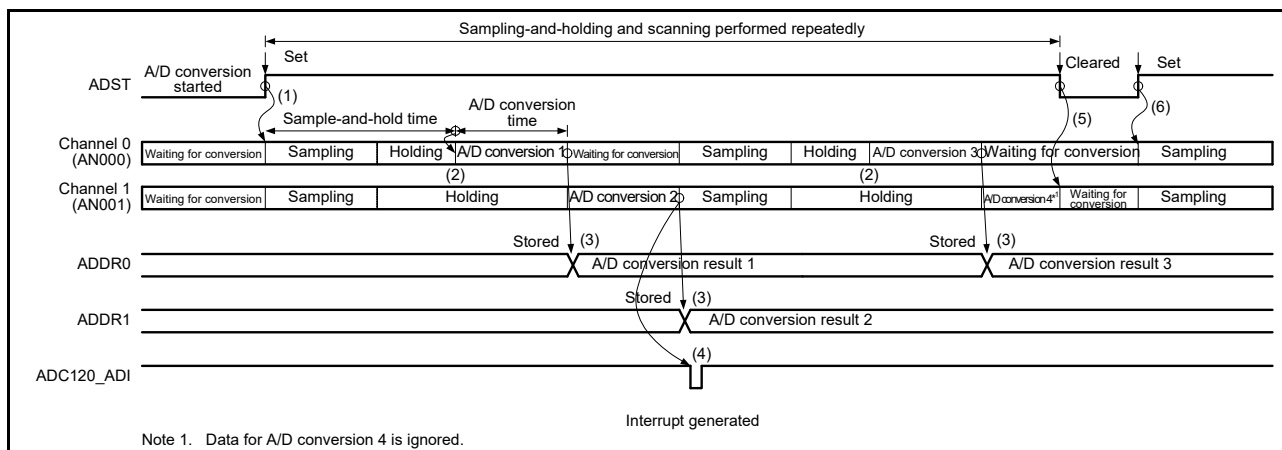 Sampling-and-holding and scanning performed repeatedly
ADST
A/D conversion
started
Set
Cleared
Set
(1)
(5)
(6)
Sample-and-hold time
A/D conversion
time
Channel 0
(AN000)
Waiting for conversion
Sampling
Holding
A/D conversion 1
Waiting for conversion
Sampling
Holding
A/D conversion 3
Waiting for conversion
Sampling
(2)
(2)
Channel 1
(AN001)
Waiting for conversion
Sampling
Holding
A/D conversion 2
Sampling
Holding
A/D conversion 4*1
Waiting for
conversion
Sampling
Stored
(3)
Stored
(3)
ADDR0
A/D conversion result 1
A/D conversion result 3
Stored
(3)
ADDR1
A/D conversion result 2
(4)
ADC120_ADI
Interrupt generated
Note 1. Data for A/D conversion 4 is ignored.